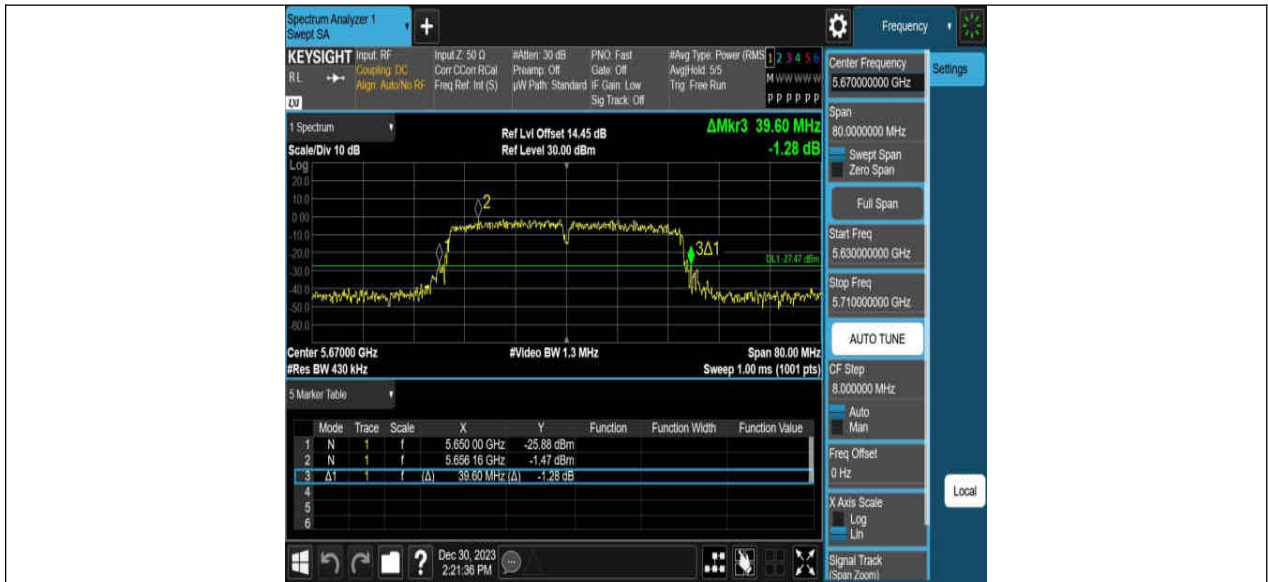 Spectrum Analyzer 1
Swept SA
+
Frequency
KEYSIGHT
RL
LXI
Input: RF
Coupling: DC
Align: Auto/No RF
Input Z: 50 Ω
Corr CCorr RCal
Freq Ref: Int (S)
#Atten: 30 dB
Preamp: Off
µW Path: Standard
PNO: Fast
Gate: Off
IF Gain: Low
Sig Track: Off
#Avg Type: Power (RMS
Avg|Hold: 5/5
Trig: Free Run
1 2 3 4 5 6
M W W W W W
P P P P P P
1 Spectrum
Scale/Div 10 dB
Ref Lvl Offset 14.45 dB
Ref Level 30.00 dBm
ΔMkr3 39.60 MHz
-1.28 dB
Log
20.0
10.0
0.00
-10.0
-20.0
-30.0
-40.0
-50.0
-60.0
1
2
3Δ1
DL1 -27.47 dBm
Center 5.67000 GHz
#Res BW 430 kHz
#Video BW 1.3 MHz
Span 80.00 MHz
Sweep 1.00 ms (1001 pts)
5 Marker Table
Mode Trace Scale X Y Function Function Width Function Value
1 N 1 f 5.650 00 GHz -25.88 dBm
2 N 1 f 5.656 16 GHz -1.47 dBm
3 Δ1 1 f (Δ) 39.60 MHz (Δ) -1.28 dB
4
5
6
Dec 30, 2023
2:21:36 PM
?
Center Frequency
5.670000000 GHz
Settings
Span
80.0000000 MHz
Swept Span
Zero Span
Full Span
Start Freq
5.630000000 GHz
Stop Freq
5.710000000 GHz
AUTO TUNE
CF Step
8.000000 MHz
Auto
Man
Freq Offset
0 Hz
X Axis Scale
Log
Lin
Signal Track
(Span Zoom)
Local